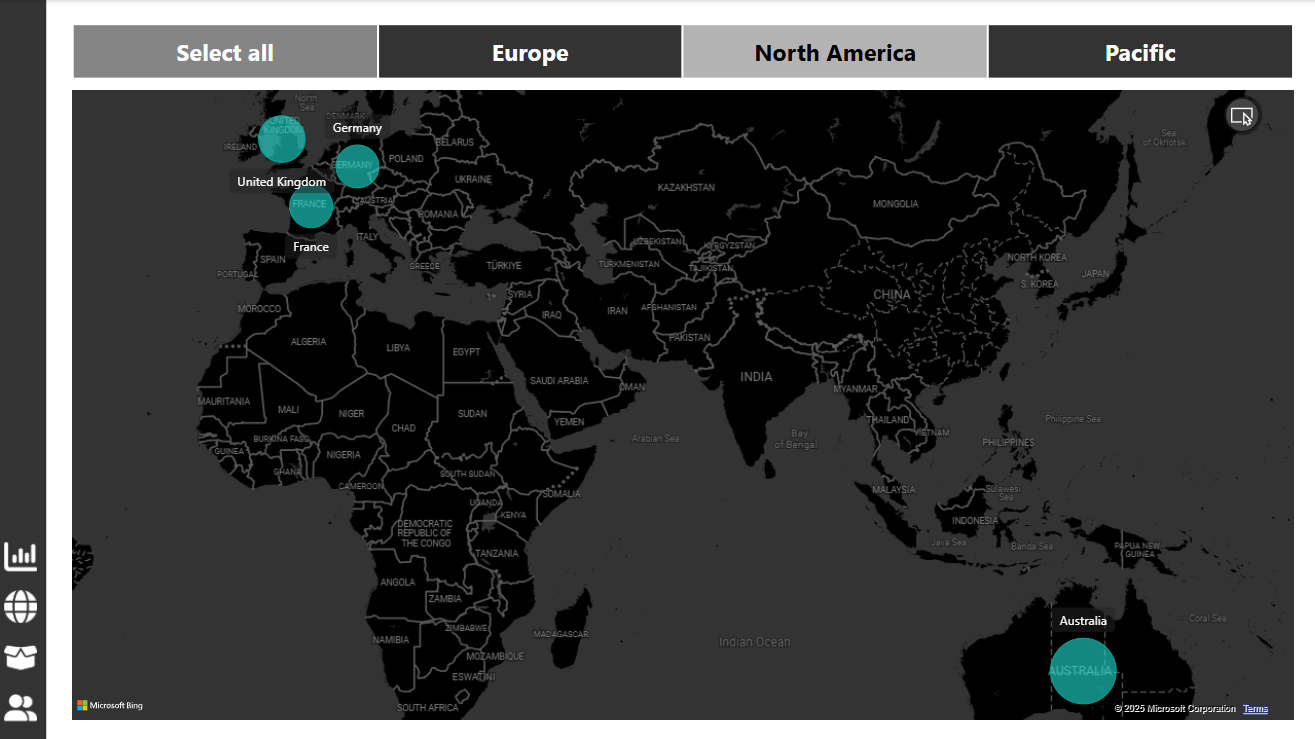 Select all
Europe
North America
Pacific
North
Sea
DENMARK
UNITED
KINGDOM
IRELAND
Germany
GERMANY
POLAND
BELARUS
United Kingdom
UKRAINE
FRANCE
AUSTRIA
ROMANIA
France
ITALY
SPAIN
PORTUGAL
GREECE
TÜRKIYE
KAZAKHSTAN
MONGOLIA
Sea
of Okhotsk
UZBEKISTAN
KYRGYZSTAN
TURKMENISTAN
TAJIKISTAN
NORTH KOREA
S. KOREA
JAPAN
CHINA
SYRIA
IRAQ
IRAN
AFGHANISTAN
PAKISTAN
MOROCCO
ALGERIA
LIBYA
EGYPT
SAUDI ARABIA
OMAN
INDIA
MYANMAR
MAURITANIA
MALI
NIGER
CHAD
SUDAN
YEMEN
Arabian Sea
Bay
of Bengal
THAILAND
VIETNAM
Philippine Sea
PHILIPPINES
BURKINA FASO
GUINEA
NIGERIA
GHANA
CAMEROON
SOUTH SUDAN
SOMALIA
UGANDA
KENYA
MALAYSIA
Sulawesi
Sea
INDONESIA
DEMOCRATIC
REPUBLIC OF
THE CONGO
TANZANIA
Java Sea
Banda Sea
PAPUA NEW
GUINEA
ANGOLA
ZAMBIA
ZIMBABWE
NAMIBIA
MOZAMBIQUE
MADAGASCAR
ESWATINI
SOUTH AFRICA
Indian Ocean
Australia
AUSTRALIA
Coral Sea
Microsoft Bing
© 2025 Microsoft Corporation Terms